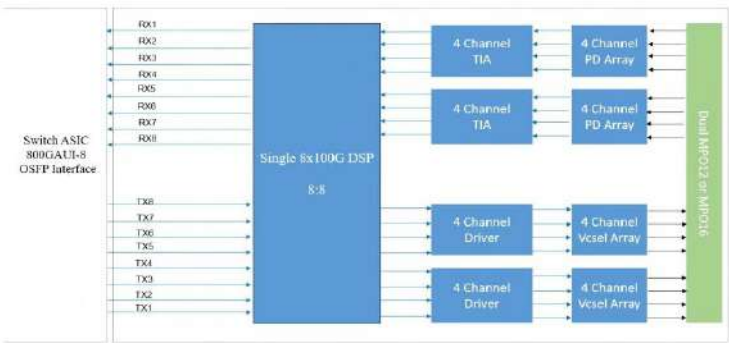 RX1
RX2
RX3
RX4
RX5
RX6
RX7
RX8
Switch ASIC
800GAUI-8
OSFP Interface
TX8
TX7
TX6
TX5
TX4
TX3
TX2
TX1
Single 8x100G DSP
8:8
4 Channel
TIA
4 Channel
PD Array
4 Channel
TIA
4 Channel
PD Array
4 Channel
Driver
4 Channel
Vcsel Array
4 Channel
Driver
4 Channel
Vcsel Array
Dual MPO12 or MPO16